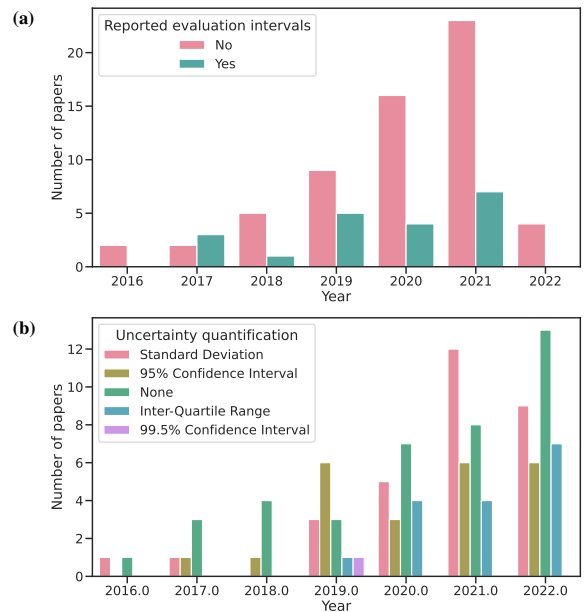 (a)
Reported evaluation intervals
No
Yes
Number of papers
20
15
10
5
0
2016 2017 2018 2019 2020 2021 2022
Year
(b)
Uncertainty quantification
Standard Deviation
95% Confidence Interval
None
Inter-Quartile Range
99.5% Confidence Interval
Number of papers
12
10
8
6
4
2
0
2016.0 2017.0 2018.0 2019.0 2020.0 2021.0 2022.0
Year